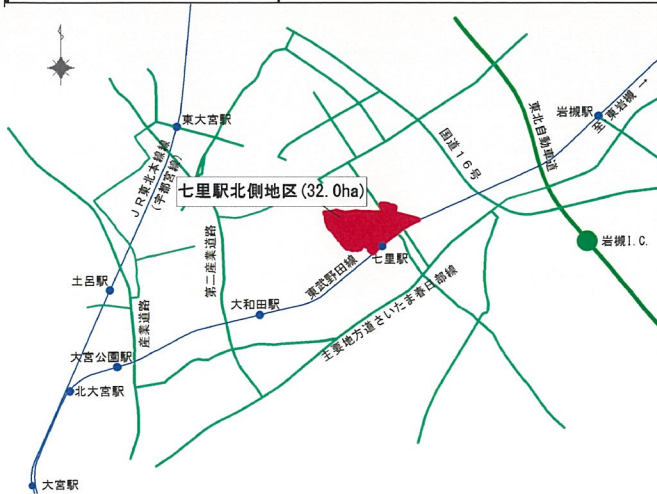 岩槻駅
至 東岩槻 →
東北自動車道
東大宮駅
国道16号
JR東北本線線
(宇都宮線)
七里駅北側地区(32.0ha)
岩槻I.C.
七里駅
第二産業道路
東武野田線
土呂駅
産業道路
大和田駅
主要地方道さいたま春日部線
大宮公園駅
北大宮駅
大宮駅